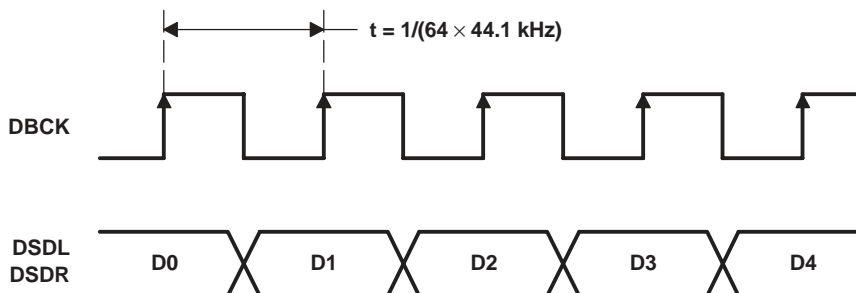 t = 1/(64 × 44.1 kHz)
DBCK
DSDL
DSDR
D0 D1 D2 D3 D4